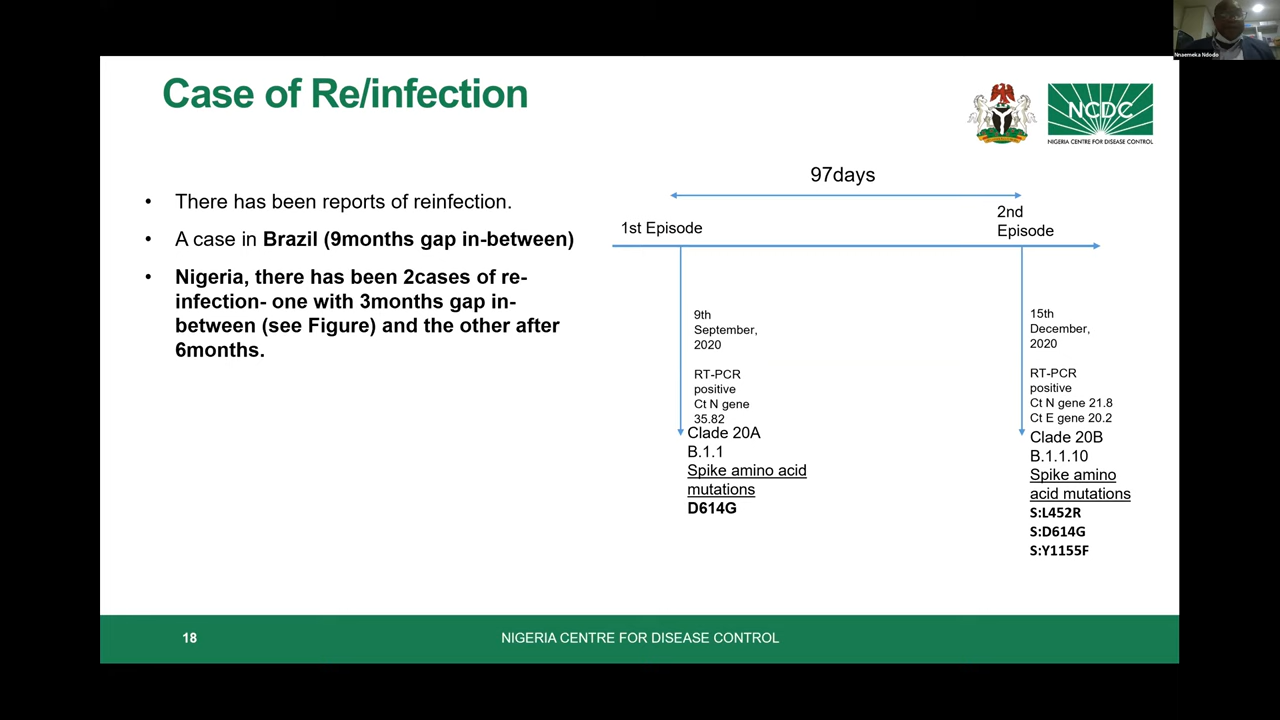 Nnaemeka Ndodo
Case of Re/infection
NCDC
NIGERIA CENTRE FOR DISEASE CONTROL
• There has been reports of reinfection.
• A case in Brazil (9months gap in-between)
• Nigeria, there has been 2cases of re-
infection- one with 3months gap in-
between (see Figure) and the other after
6months.
97days
1st Episode
2nd
Episode
9th
September,
2020
RT-PCR
positive
Ct N gene
35.82
Clade 20A
B.1.1
Spike amino acid
mutations
D614G
15th
December,
2020
RT-PCR
positive
Ct N gene 21.8
Ct E gene 20.2
Clade 20B
B.1.1.10
Spike amino
acid mutations
S:L452R
S:D614G
S:Y1155F
18
NIGERIA CENTRE FOR DISEASE CONTROL